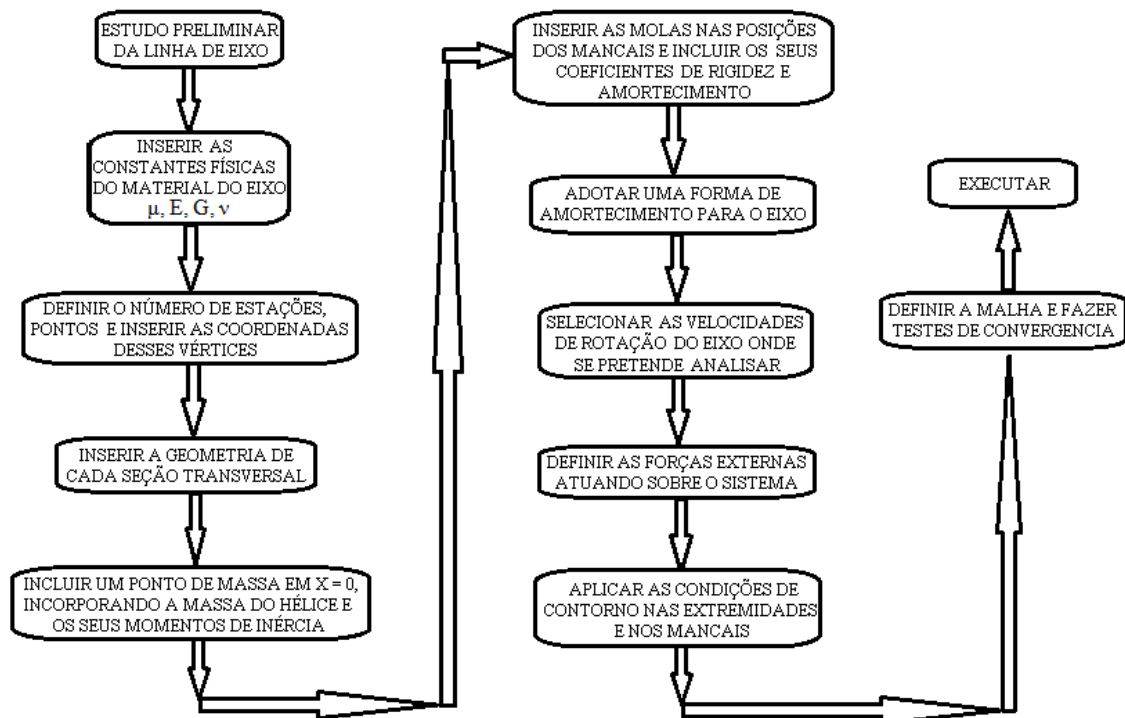 ESTUDO PRELIMINAR
DA LINHA DE EIXO
INSERIR AS
CONSTANTES FÍSICAS
DO MATERIAL DO EIXO
μ, E, G, ν
DEFINIR O NÚMERO DE ESTAÇÕES,
PONTOS E INSERIR AS COORDENADAS
DESSES VÉRTICES
INSERIR A GEOMETRIA DE
CADA SEÇÃO TRANSVERSAL
INCLUIR UM PONTO DE MASSA EM X = 0,
INCORPORANDO A MASSA DO HÉLICE E
OS SEUS MOMENTOS DE INÉRCIA
INSERIR AS MOLAS NAS POSIÇÕES
DOS MANCAIS E INCLUIR OS SEUS
COEFICIENTES DE RIGIDEZ E
AMORTECIMENTO
ADOTAR UMA FORMA DE
AMORTECIMENTO PARA O EIXO
SELECIONAR AS VELOCIDADES
DE ROTAÇÃO DO EIXO ONDE
SE PRETENDE ANALISAR
DEFINIR AS FORÇAS EXTERNAS
ATUANDO SOBRE O SISTEMA
APLICAR AS CONDIÇÕES DE
CONTORNO NAS EXTREMIDADES
E NOS MANCAIS
DEFINIR A MALHA E FAZER
TESTES DE CONVERGENCIA
EXECUTAR